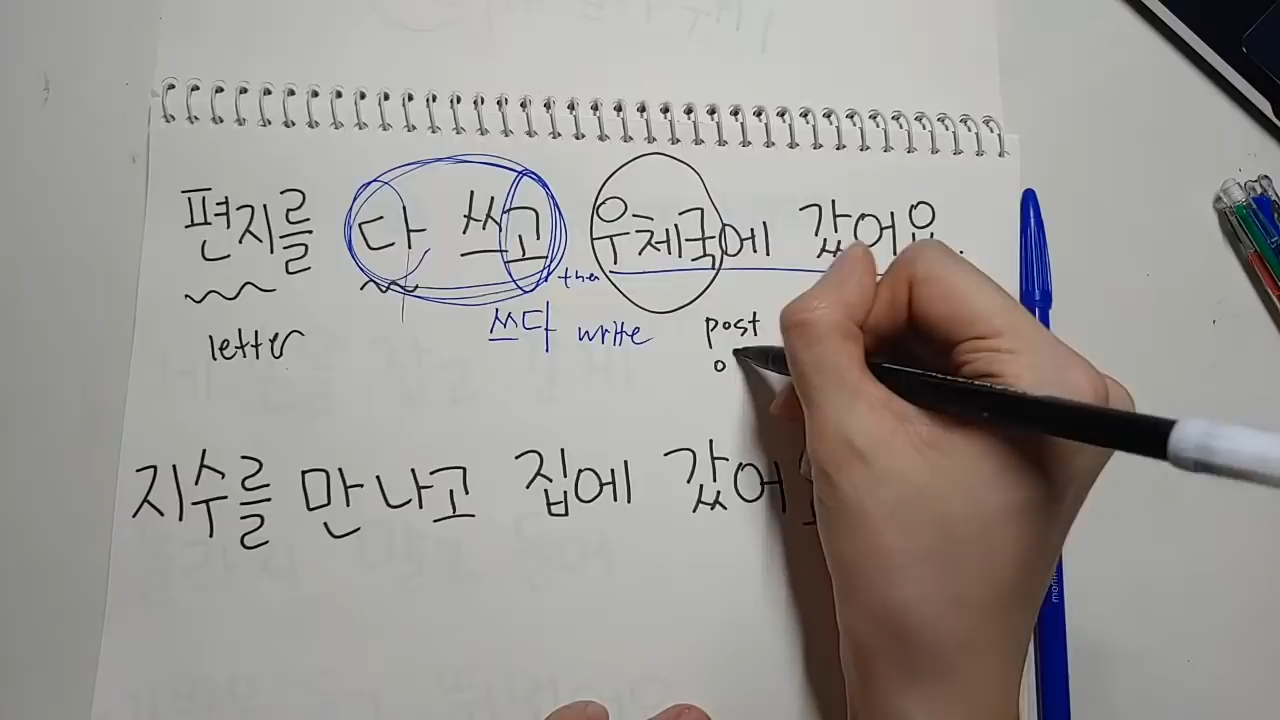 편지를 다 쓰고 우체국에 갔어요.
then
쓰다 write post
letter
o
지수를 만나고 집에 갔어